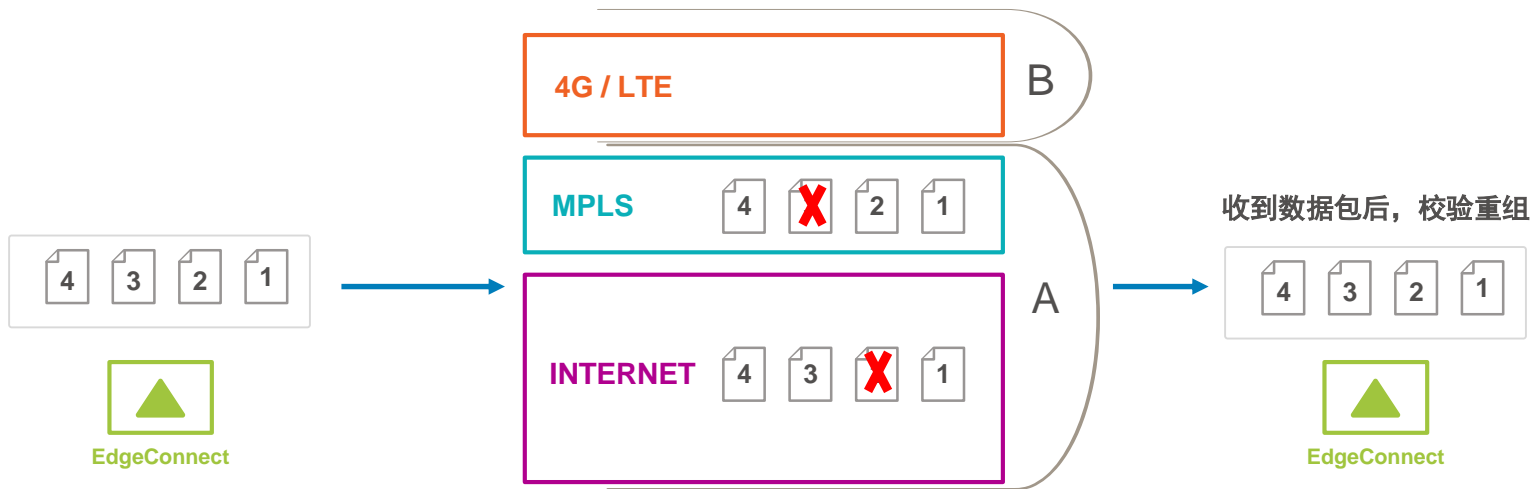 4G / LTE
B
MPLS
4 2 1
收到数据包后，校验重组
4 3 2 1
A
4 3 2 1
INTERNET
4 3 1
EdgeConnect
EdgeConnect